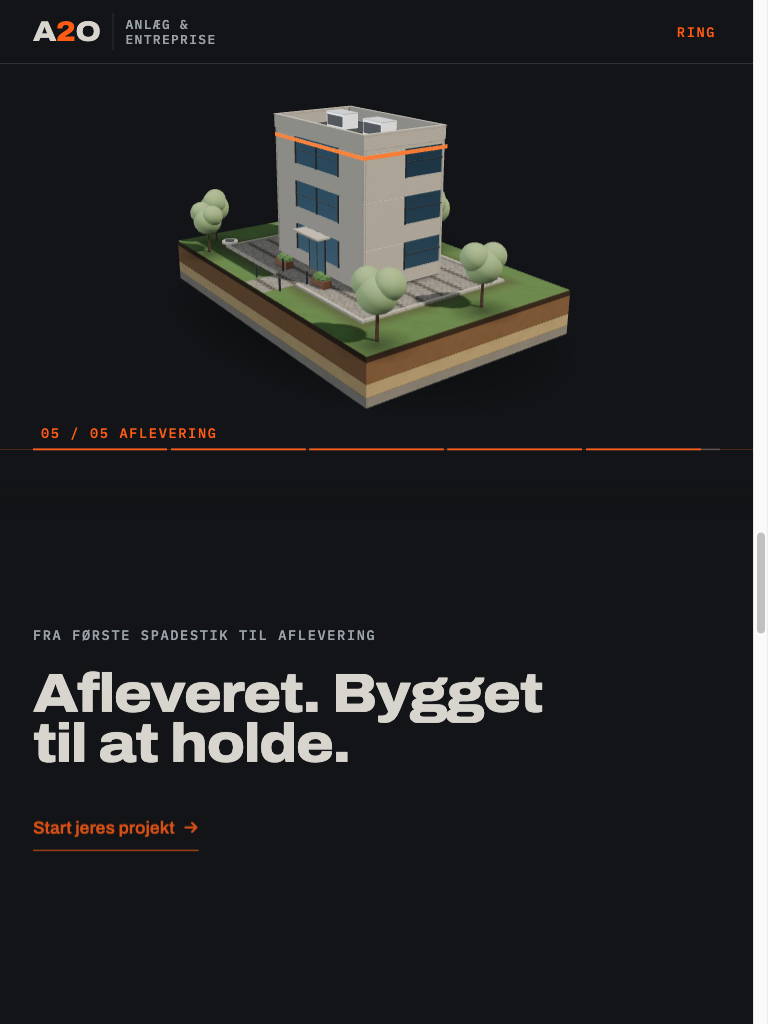 A2O
ANLÆG &
ENTREPRISE
RING
05 / 05 AFLEVERING
FRA FØRSTE SPADESTIK TIL AFLEVERING
Afleveret. Bygget
til at holde.
Start jeres projekt →